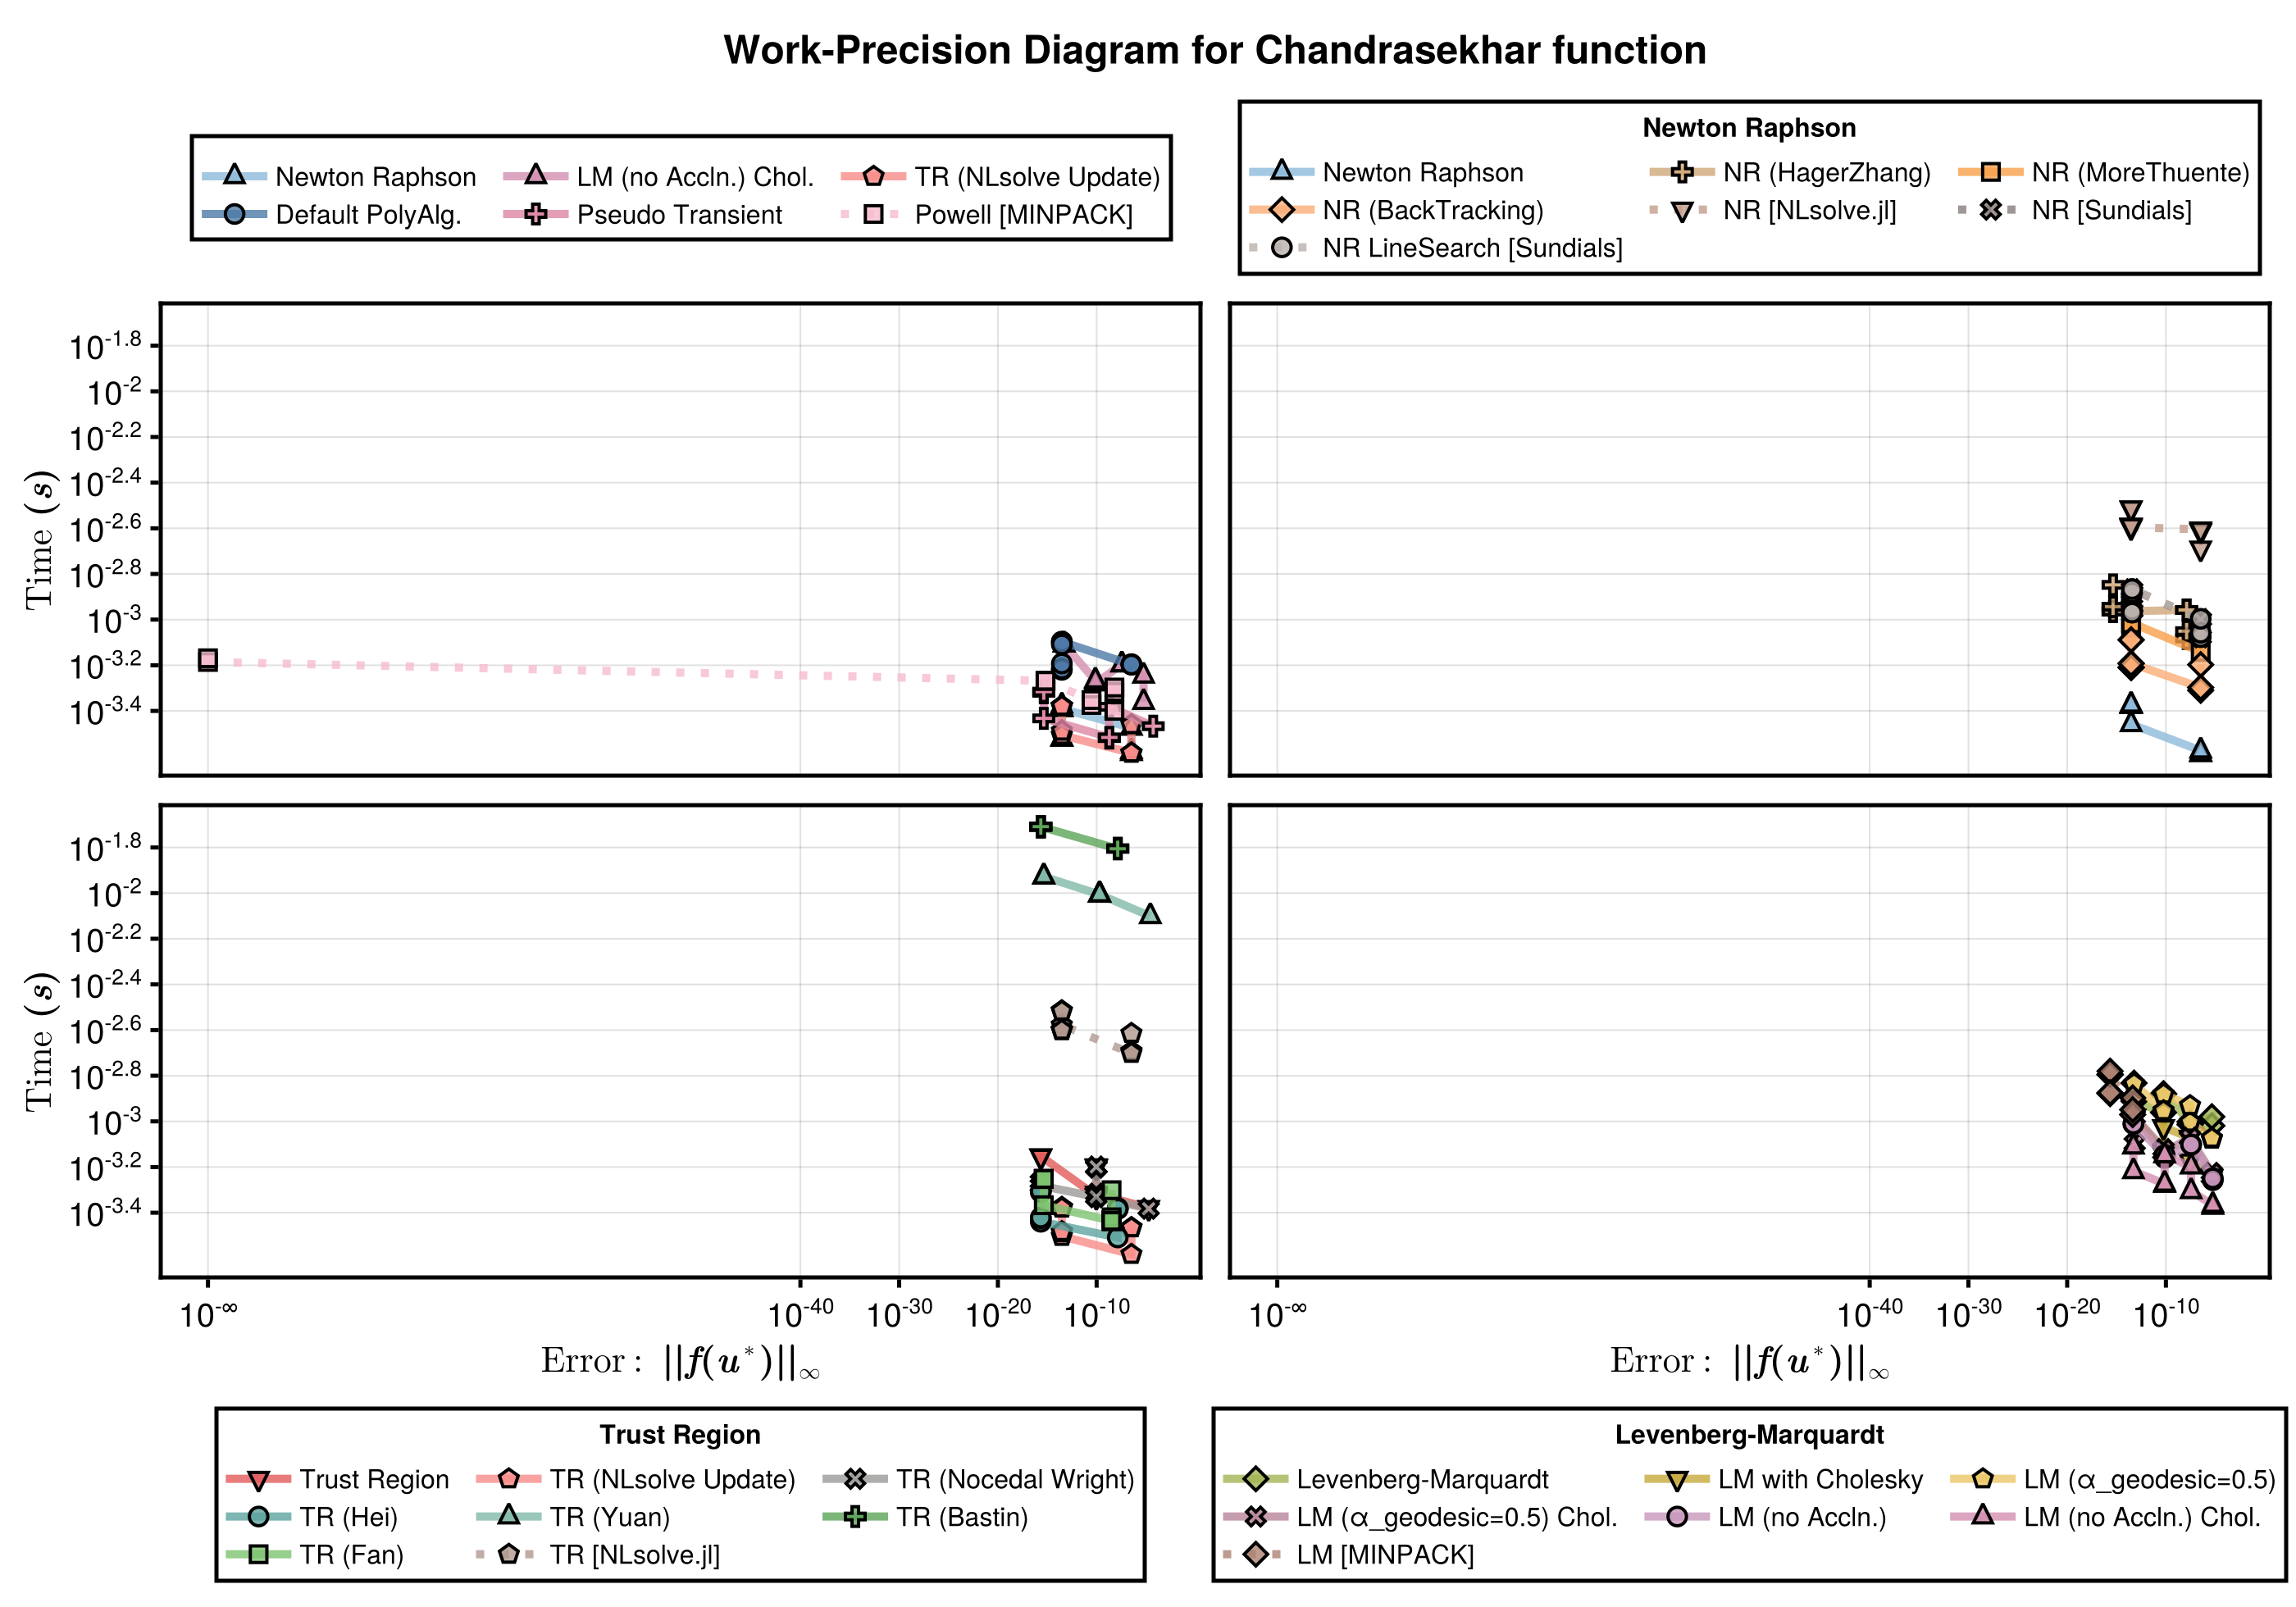 Work-Precision Diagram for Chandrasekhar function
Newton Raphson LM (no Accln.) Chol. TR (NLsolve Update)
Default PolyAlg. Pseudo Transient Powell [MINPACK]
Newton Raphson
Newton Raphson NR (HagerZhang) NR (MoreThuente)
NR (BackTracking) NR [NLsolve.jl] NR [Sundials]
NR LineSearch [Sundials]
10^-1.8
10^-2
10^-2.2
10^-2.4
10^-2.6
10^-2.8
10^-3
10^-3.2
10^-3.4
Time (s)
10^-1.8
10^-2
10^-2.2
10^-2.4
10^-2.6
10^-2.8
10^-3
10^-3.2
10^-3.4
Time (s)
10^-∞ 10^-40 10^-30 10^-20 10^-10
10^-∞ 10^-40 10^-30 10^-20 10^-10
Error: ||f(u*)||∞
Error: ||f(u*)||∞
Trust Region
Trust Region TR (NLsolve Update) TR (Nocedal Wright)
TR (Hei) TR (Yuan) TR (Bastin)
TR (Fan) TR [NLsolve.jl]
Levenberg-Marquardt
Levenberg-Marquardt LM with Cholesky LM (α_geodesic=0.5)
LM (α_geodesic=0.5) Chol. LM (no Accln.) LM (no Accln.) Chol.
LM [MINPACK]